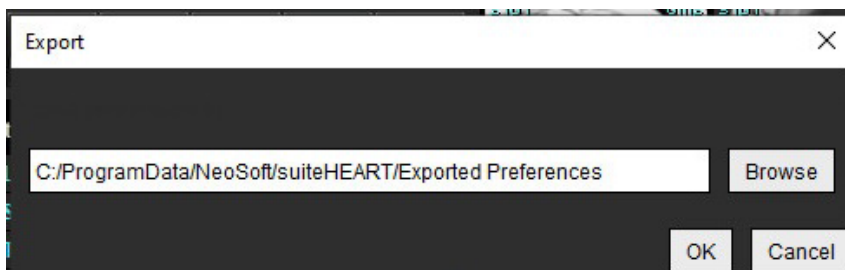 Export
C:/ProgramData/NeoSoft/suiteHEART/Exported Preferences
Browse
OK
Cancel